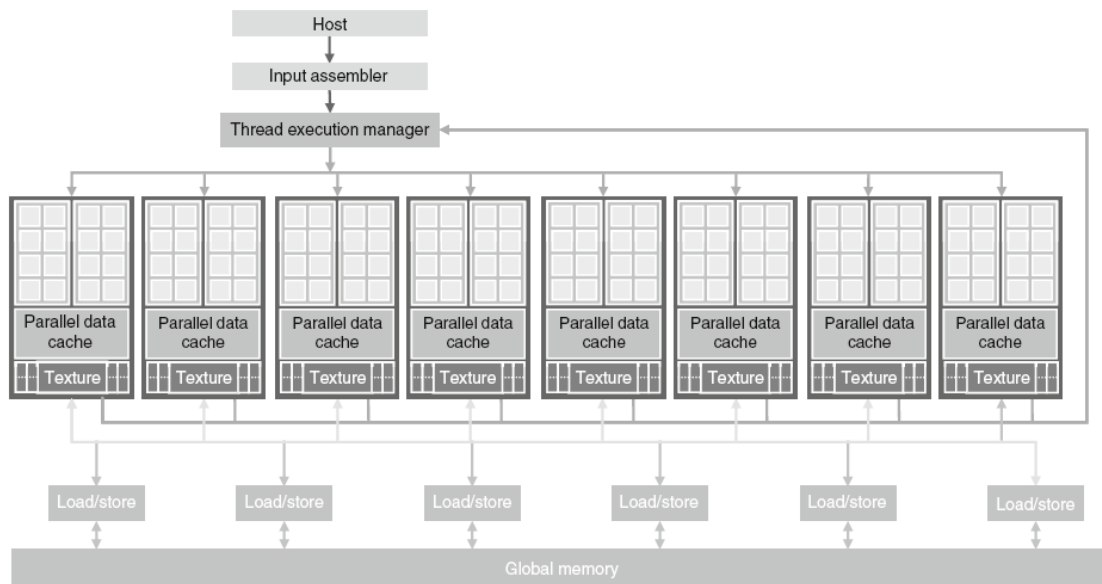 Host
Input assembler
Thread execution manager
Parallel data
cache
Parallel data
cache
Parallel data
cache
Parallel data
cache
Parallel data
cache
Parallel data
cache
Parallel data
cache
Parallel data
cache
Texture
Texture
Texture
Texture
Texture
Texture
Texture
Texture
Load/store
Load/store
Load/store
Load/store
Load/store
Load/store
Global memory